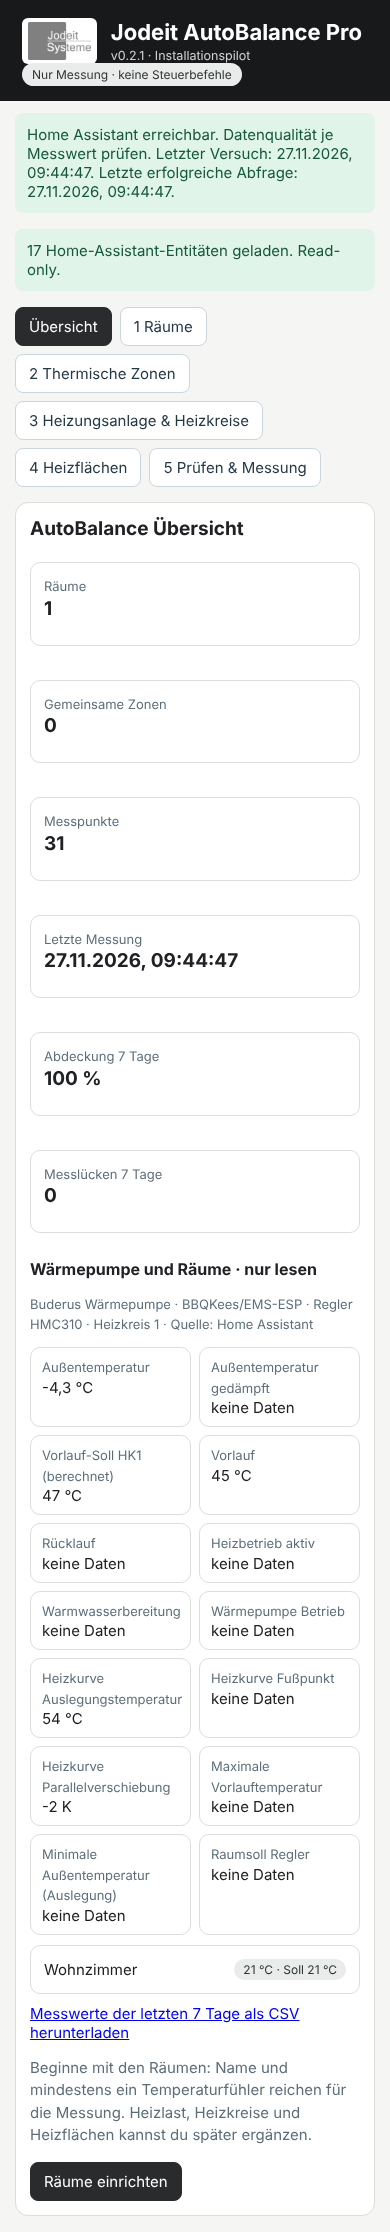 Jodeit
Systeme
Jodeit AutoBalance Pro
v0.2.1 · Installationspilot
Nur Messung · keine Steuerbefehle
Home Assistant erreichbar. Datenqualität je
Messwert prüfen. Letzter Versuch: 27.11.2026,
09:44:47. Letzte erfolgreiche Abfrage:
27.11.2026, 09:44:47.
17 Home-Assistant-Entitäten geladen. Read-
only.
Übersicht
1 Räume
2 Thermische Zonen
3 Heizungsanlage & Heizkreise
4 Heizflächen
5 Prüfen & Messung
AutoBalance Übersicht
Räume
1
Gemeinsame Zonen
0
Messpunkte
31
Letzte Messung
27.11.2026, 09:44:47
Abdeckung 7 Tage
100 %
Messlücken 7 Tage
0
Wärmepumpe und Räume · nur lesen
Buderus Wärmepumpe · BBQKees/EMS-ESP · Regler
HMC310 · Heizkreis 1 · Quelle: Home Assistant
Außentemperatur
-4,3 °C
Außentemperatur
gedämpft
keine Daten
Vorlauf-Soll HK1
(berechnet)
47 °C
Vorlauf
45 °C
Rücklauf
keine Daten
Heizbetrieb aktiv
keine Daten
Warmwasserbereitung
keine Daten
Wärmepumpe Betrieb
keine Daten
Heizkurve
Auslegungstemperatur
54 °C
Heizkurve Fußpunkt
keine Daten
Heizkurve
Parallelverschiebung
-2 K
Maximale
Vorlauftemperatur
keine Daten
Minimale
Außentemperatur
(Auslegung)
keine Daten
Raumsoll Regler
keine Daten
Wohnzimmer
21 °C · Soll 21 °C
Messwerte der letzten 7 Tage als CSV
herunterladen
Beginne mit den Räumen: Name und
mindestens ein Temperaturfühler reichen für
die Messung. Heizlast, Heizkreise und
Heizflächen kannst du später ergänzen.
Räume einrichten